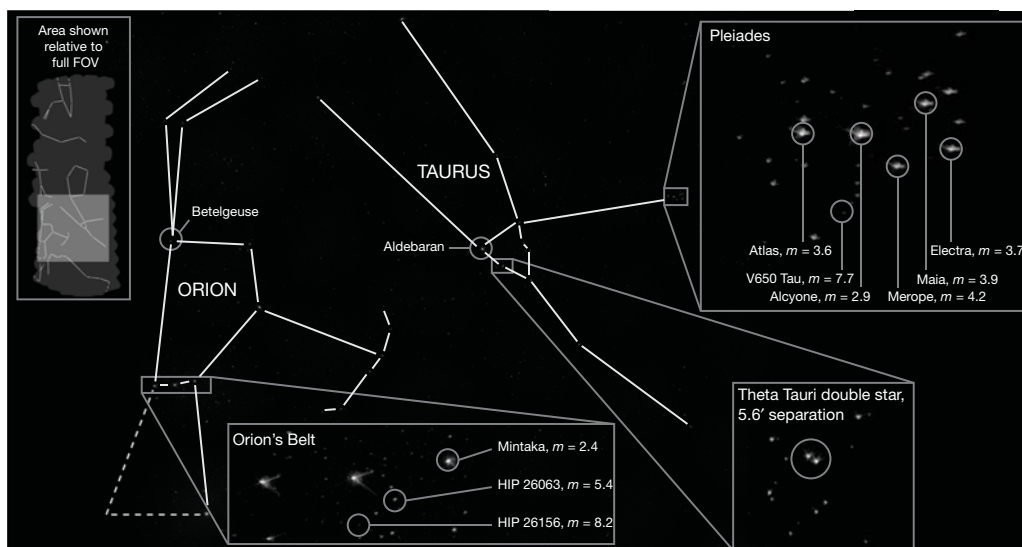 Area shown
relative to
full FOV
Pleiades
TAURUS
Betelgeuse
Aldebaran
ORION
Atlas, m = 3.6
Electra, m = 3.7
V650 Tau, m = 7.7
Maia, m = 3.9
Alcyone, m = 2.9
Merope, m = 4.2
Theta Tauri double star,
5.6′ separation
Orion’s Belt
Mintaka, m = 2.4
HIP 26063, m = 5.4
HIP 26156, m = 8.2